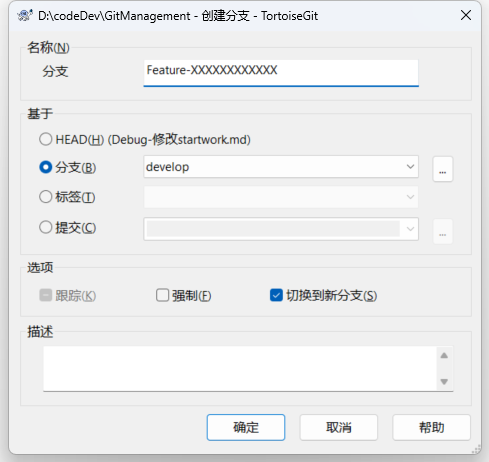 D:\codeDev\GitManagement - 创建分支 - TortoiseGit
名称(N)
分支 Feature-XXXXXXXXXXXX
基于
HEAD(H) (Debug-修改startwork.md)
分支(B) develop ...
标签(T)
提交(C) ...
选项
跟踪(K) 强制(F) 切换到新分支(S)
描述
确定 取消 帮助